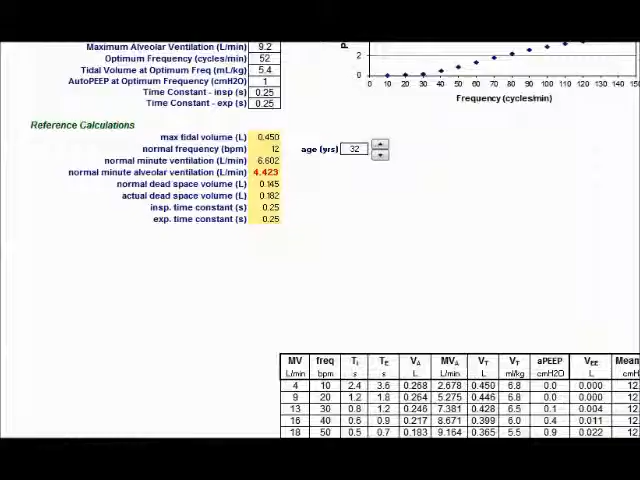 Maximum Alveolar Ventilation (L/min) 9.2
Optimum Frequency (cycles/min) 52
Tidal Volume at Optimum Freq (mL/kg) 5.4
AutoPEEP at Optimum Frequency (cmH2O) 1
Time Constant - insp (s) 0.25
Time Constant - exp (s) 0.25
2
0
0 10 20 30 40 50 60 70 80 90 100 110 120 130 140 150
Frequency (cycles/min)
Reference Calculations
max tidal volume (L) 0.450
normal frequency (bpm) 12
age (yrs) 32
normal minute ventilation (L/min) 6.602
normal minute alveolar ventilation (L/min) 4.423
normal dead space volume (L) 0.145
actual dead space volume (L) 0.182
insp. time constant (s) 0.25
exp. time constant (s) 0.25
MV freq TI TE VA MVA VT VT aPEEP VEE Mean
L/min bpm s s L L/min L ml/kg cmH2O L cmH
4 10 2.4 3.6 0.268 2.678 0.450 6.8 0.0 0.000 12.
9 20 1.2 1.8 0.264 5.275 0.446 6.8 0.0 0.000 12.
13 30 0.8 1.2 0.246 7.381 0.428 6.5 0.1 0.004 12.
16 40 0.6 0.9 0.217 8.671 0.399 6.0 0.4 0.011 12.
18 50 0.5 0.7 0.183 9.164 0.365 5.5 0.9 0.022 12.